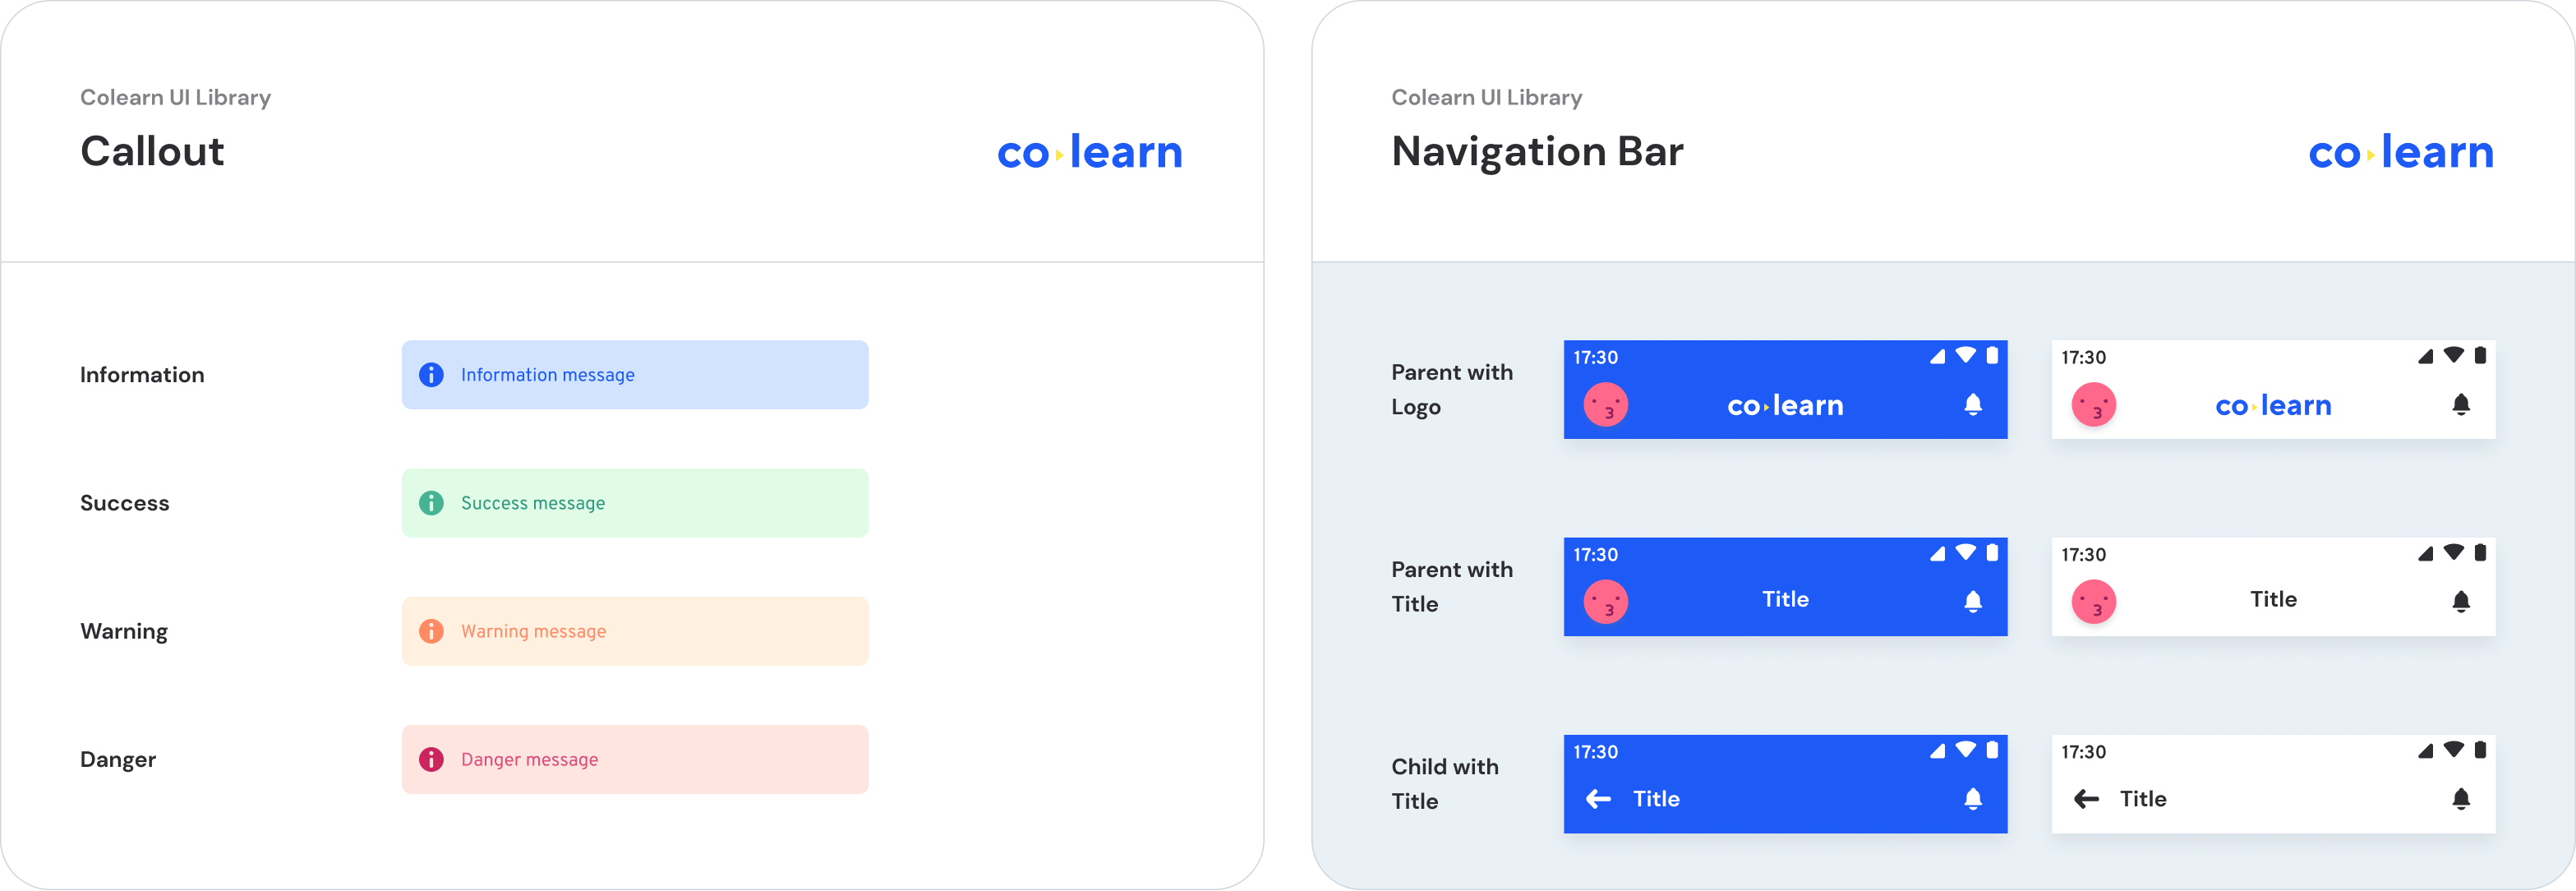 Colearn UI Library
Callout
co learn
Information
Information message
Success
Success message
Warning
Warning message
Danger
Danger message
Colearn UI Library
Navigation Bar
co learn
Parent with
Logo
17:30
co learn
17:30
co learn
Parent with
Title
17:30
Title
17:30
Title
Child with
Title
17:30
Title
17:30
Title